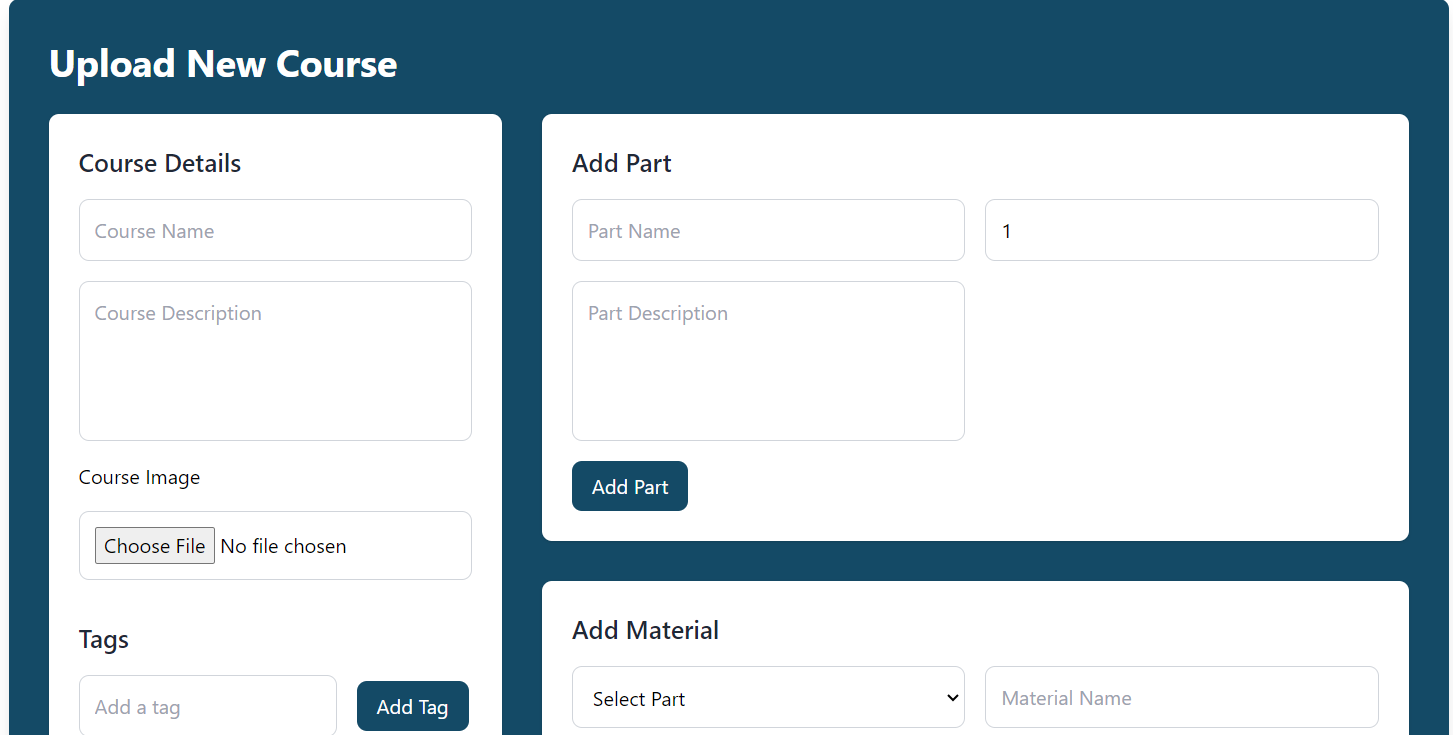 Upload New Course
Course Details
Course Name
Course Description
Course Image
Choose File No file chosen
Tags
Add a tag
Add Tag
Add Part
Part Name
1
Part Description
Add Part
Add Material
Select Part
Material Name